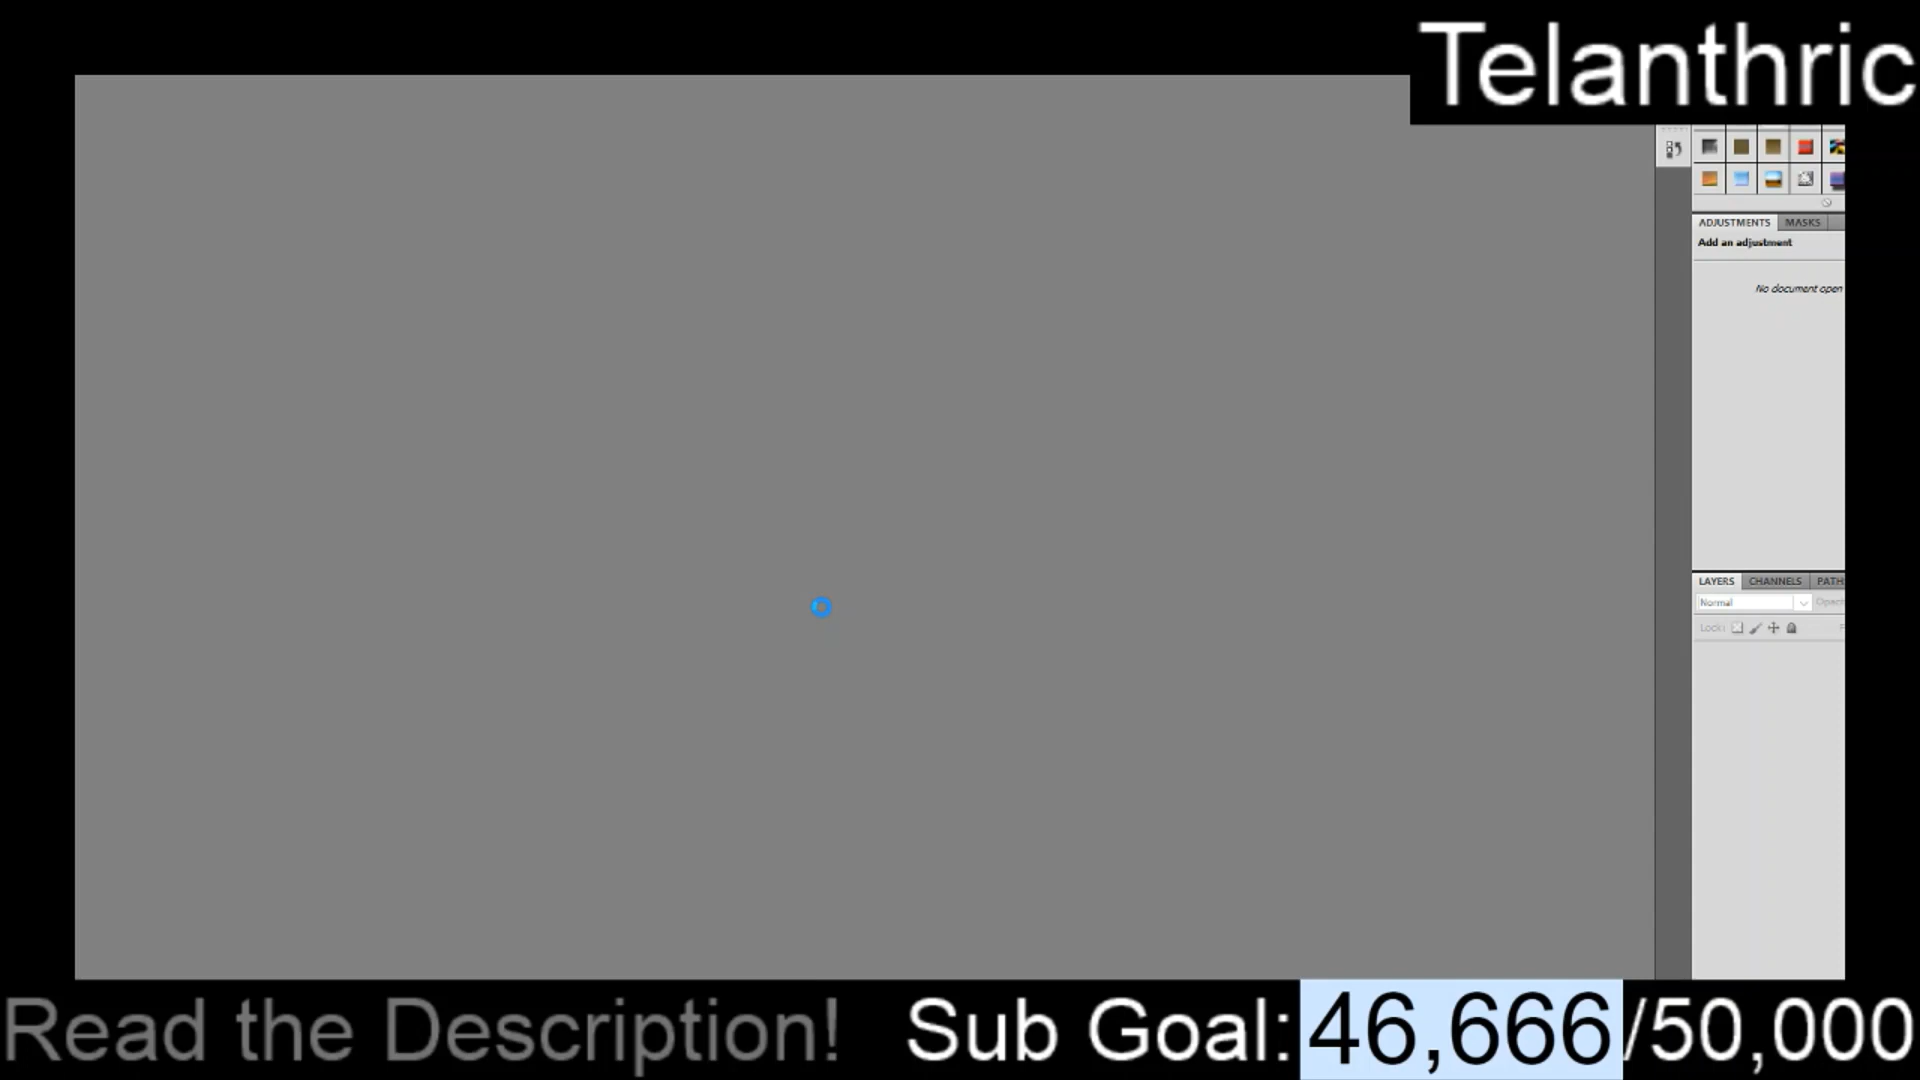 Telanthric
ADJUSTMENTS MASKS
Add an adjustment
No document open
LAYERS CHANNELS PATH
Normal Opaci
Lock:
Read the Description! Sub Goal: 46,666/50,000